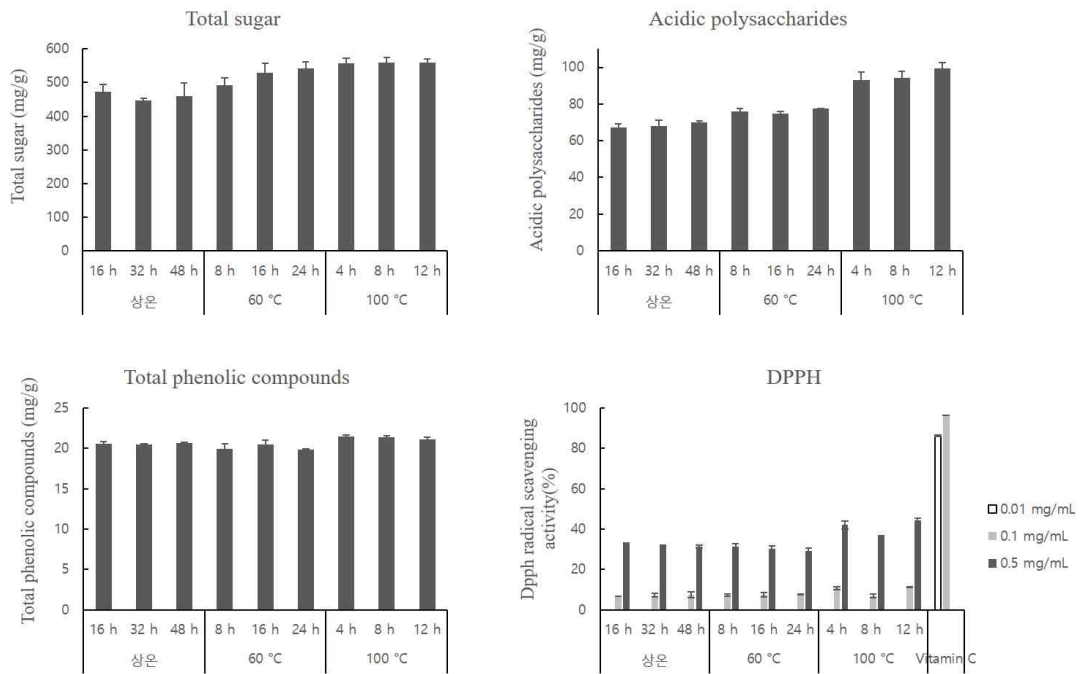 Total sugar
Total sugar (mg/g)
600
500
400
300
200
100
0
16 h 32 h 48 h 8 h 16 h 24 h 4 h 8 h 12 h
상온 60 °C 100 °C
Acidic polysaccharides
Acidic polysaccharides (mg/g)
100
80
60
40
20
0
16 h 32 h 48 h 8 h 16 h 24 h 4 h 8 h 12 h
상온 60 °C 100 °C
Total phenolic compounds
Total phenolic compounds (mg/g)
25
20
15
10
5
0
16 h 32 h 48 h 8 h 16 h 24 h 4 h 8 h 12 h
상온 60 °C 100 °C
DPPH
Dpph radical scavenging
activity(%)
100
80
60
40
20
0
16 h 32 h 48 h 8 h 16 h 24 h 4 h 8 h 12 h
상온 60 °C 100 °C Vitamin C
0.01 mg/mL
0.1 mg/mL
0.5 mg/mL